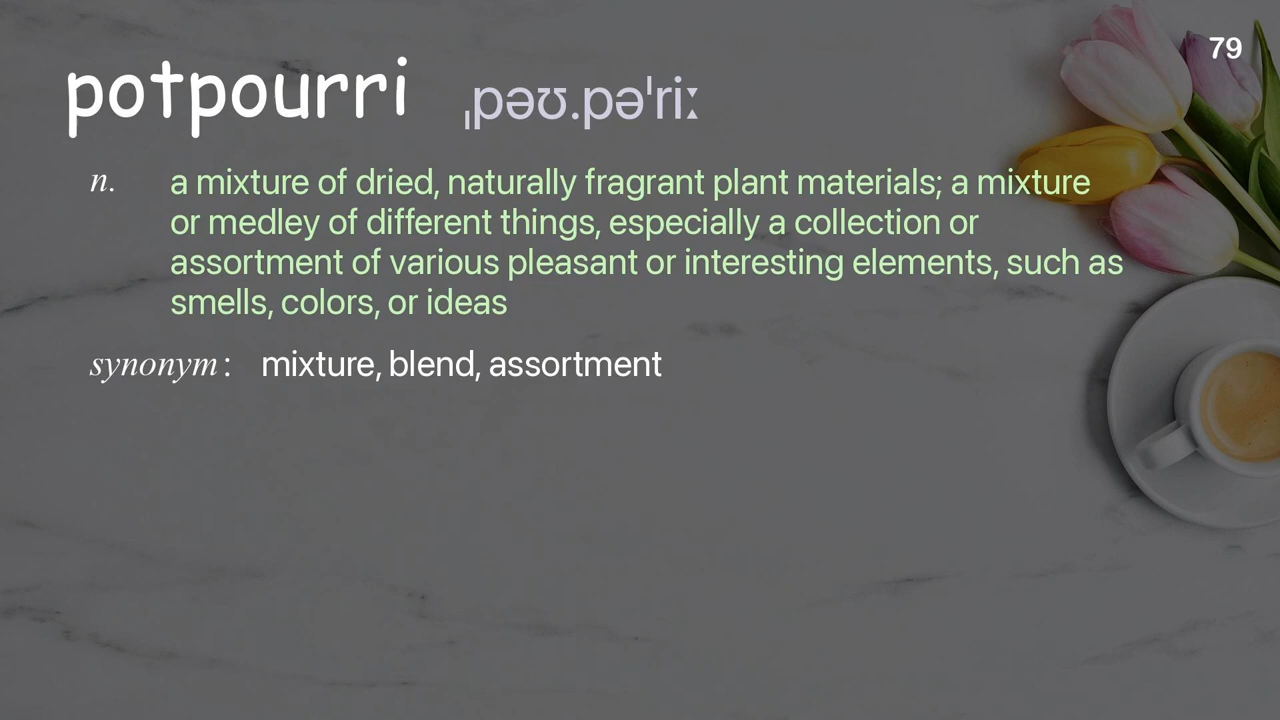 79
potpourri ˌpəʊ.pəˈriː
n. a mixture of dried, naturally fragrant plant materials; a mixture
or medley of different things, especially a collection or
assortment of various pleasant or interesting elements, such as
smells, colors, or ideas
synonym: mixture, blend, assortment